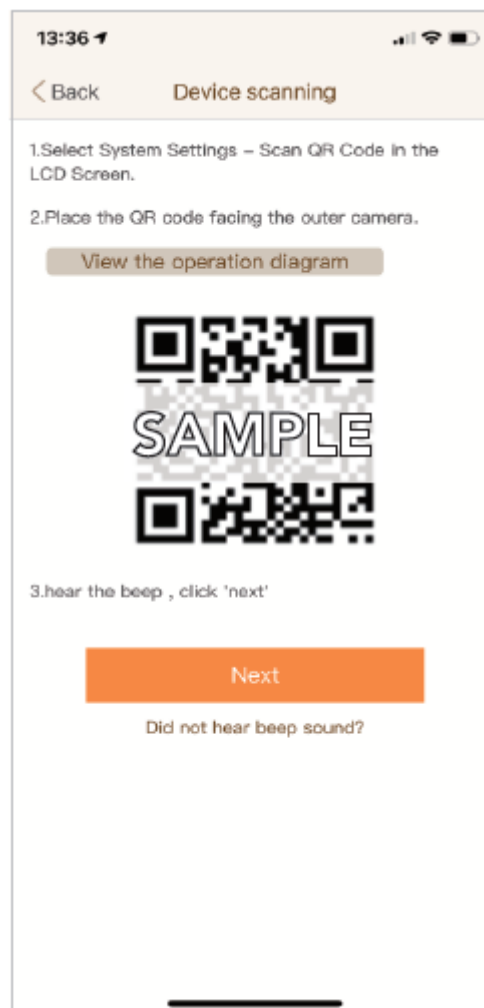 13:36
Back
Device scanning
1.Select System Settings – Scan QR Code in the
LCD Screen.
2.Place the QR code facing the outer camera.
View the operation diagram
SAMPLE
3.hear the beep , click 'next'
Next
Did not hear beep sound?